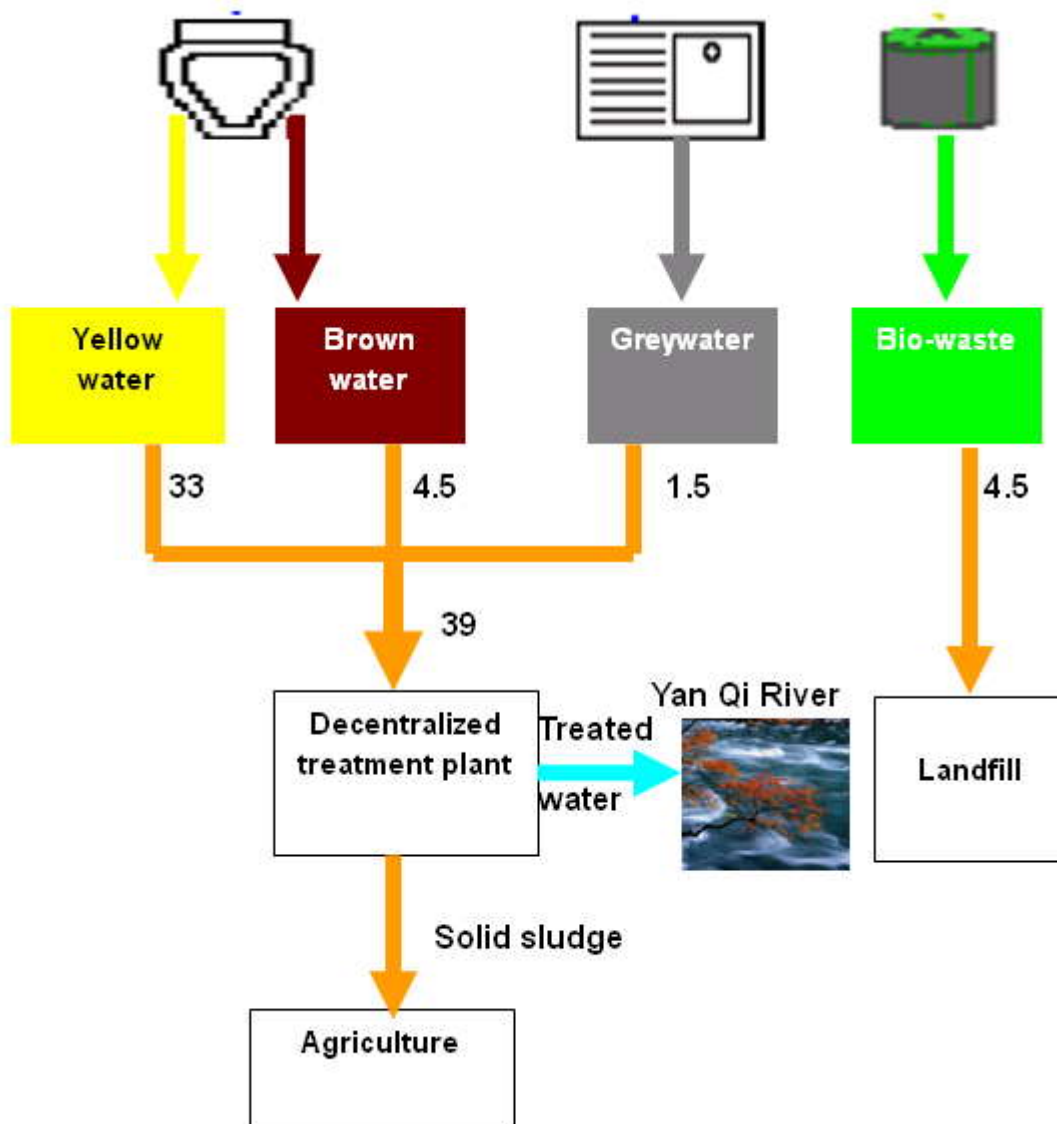 Yellow
water
Brown
water
Greywater
Bio-waste
33
4.5
1.5
4.5
39
Decentralized
treatment plant
Treated
water
Yan Qi River
Landfill
Solid sludge
Agriculture